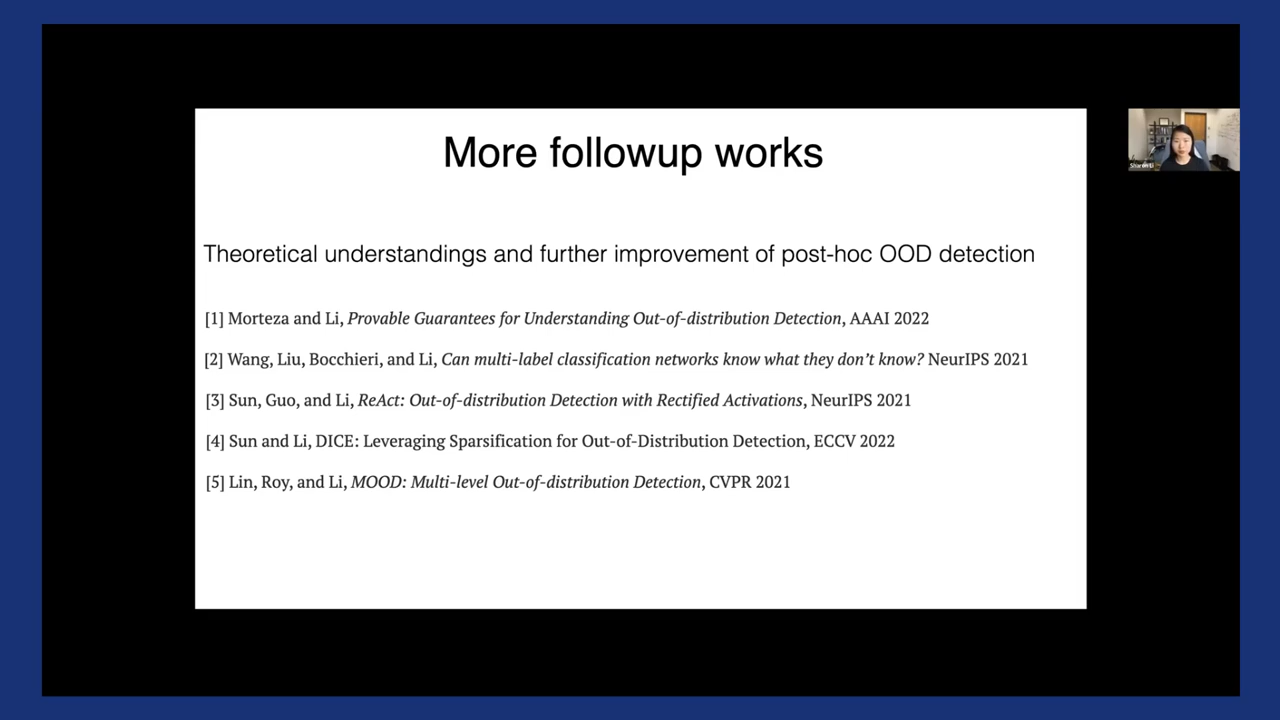 More followup works
Sharon Li
Theoretical understandings and further improvement of post-hoc OOD detection
[1] Morteza and Li, Provable Guarantees for Understanding Out-of-distribution Detection, AAAI 2022
[2] Wang, Liu, Bocchieri, and Li, Can multi-label classification networks know what they don’t know? NeurIPS 2021
[3] Sun, Guo, and Li, ReAct: Out-of-distribution Detection with Rectified Activations, NeurIPS 2021
[4] Sun and Li, DICE: Leveraging Sparsification for Out-of-Distribution Detection, ECCV 2022
[5] Lin, Roy, and Li, MOOD: Multi-level Out-of-distribution Detection, CVPR 2021